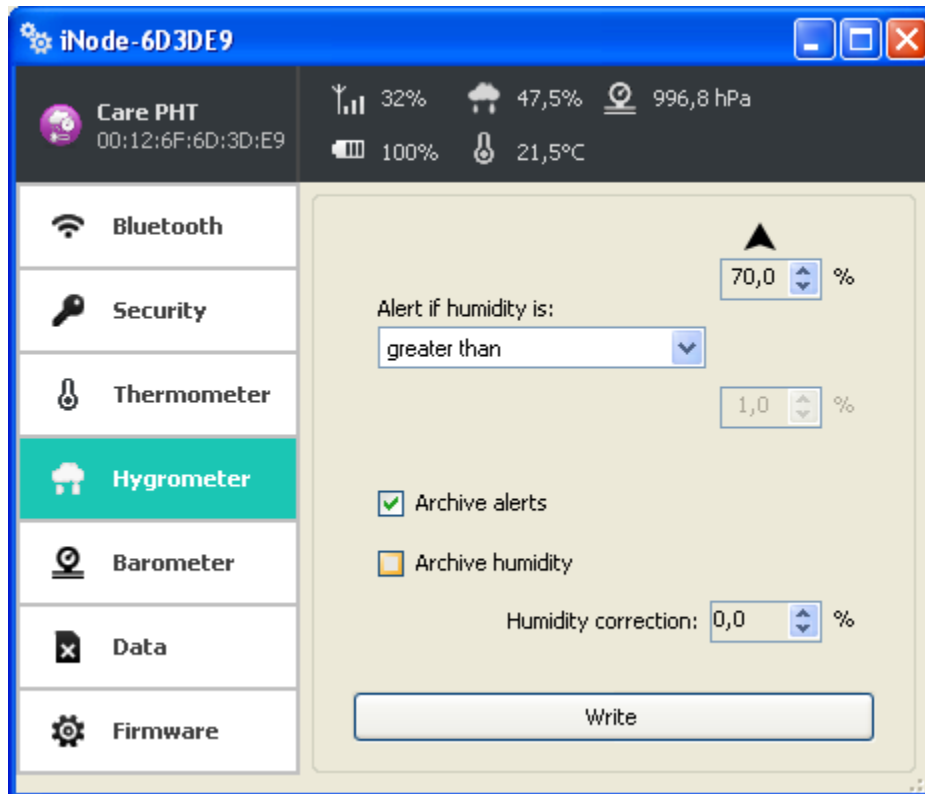 iNode-6D3DE9
Care PHT
00:12:6F:6D:3D:E9
32% 47,5% 996,8 hPa
100% 21,5°C
Bluetooth
Security
Thermometer
Hygrometer
Barometer
Data
Firmware
70,0 %
Alert if humidity is:
greater than
1,0 %
Archive alerts
Archive humidity
Humidity correction: 0,0 %
Write